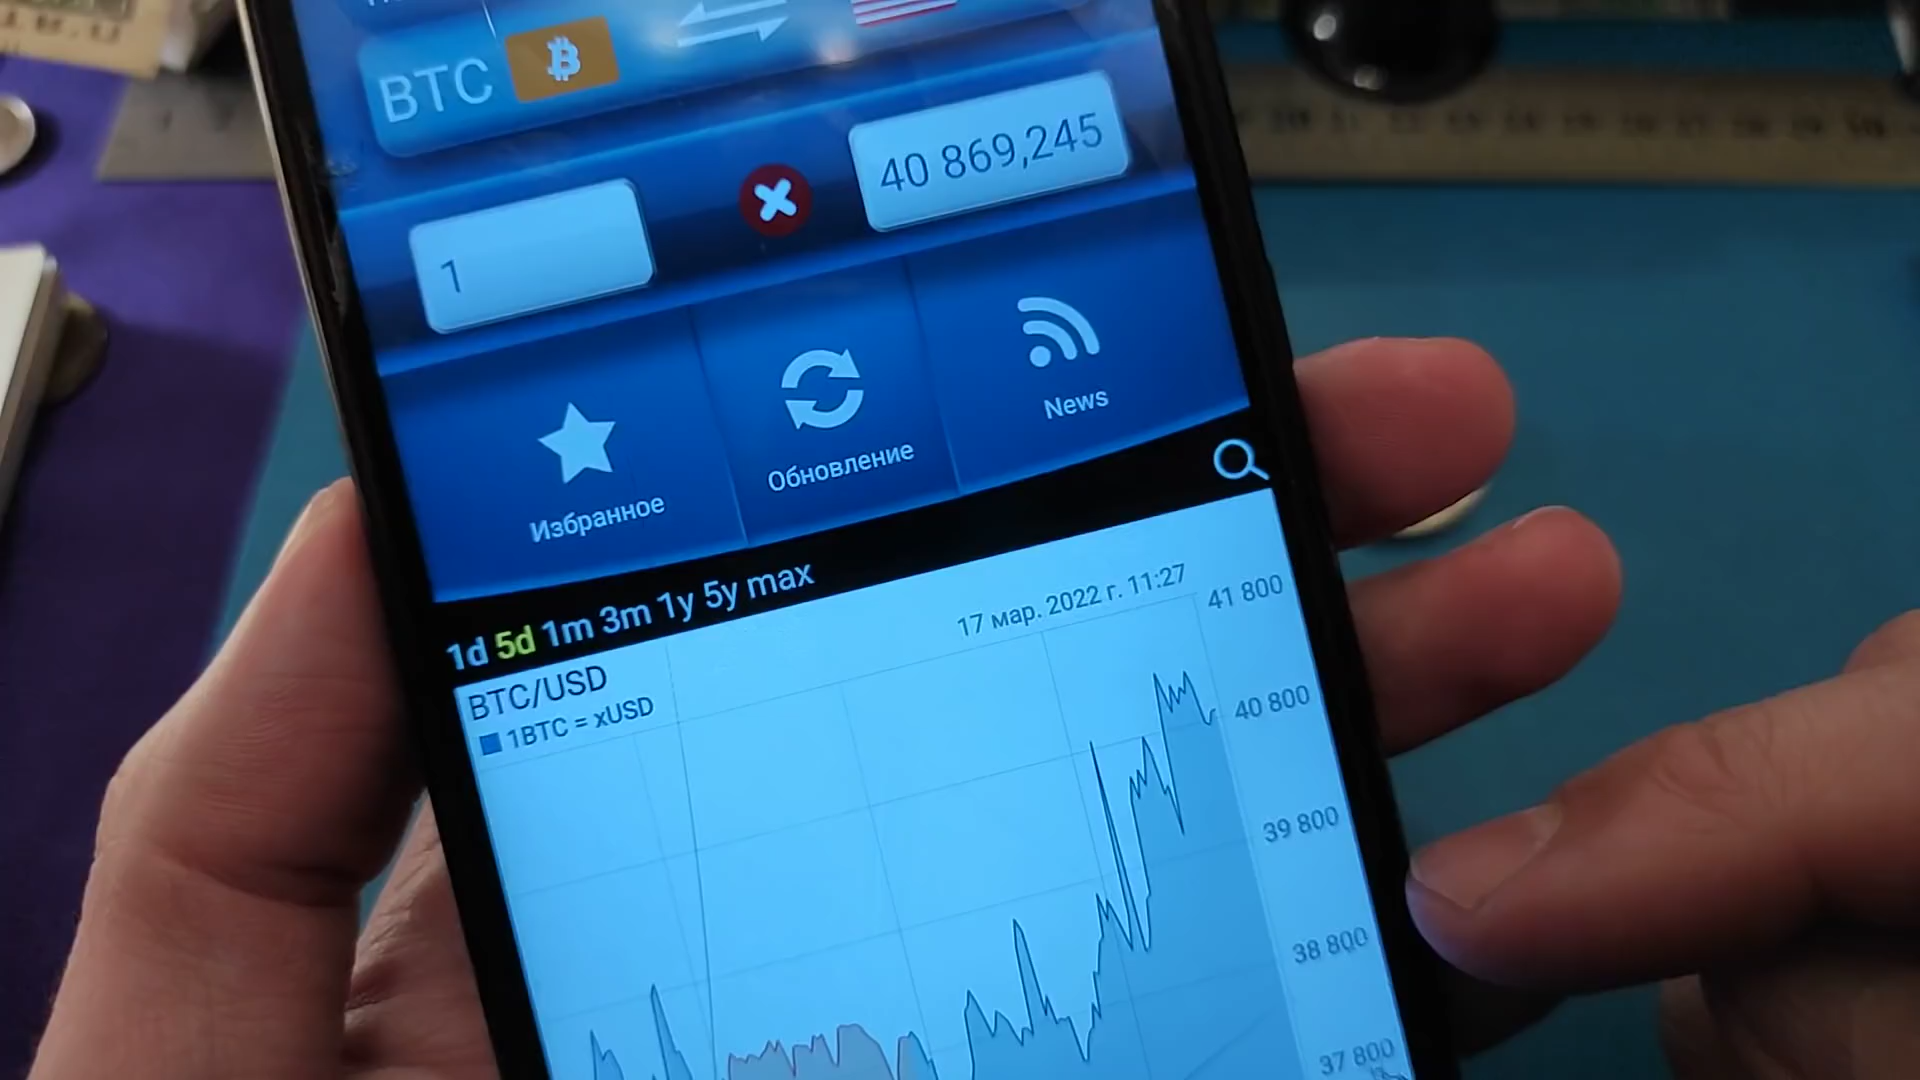 BTC
1
40 869,245
Избранное
Обновление
News
1d 5d 1m 3m 1y 5y max
17 мар. 2022 г. 11:27
BTC/USD
1BTC = xUSD
41 800
40 800
39 800
38 800
37 800